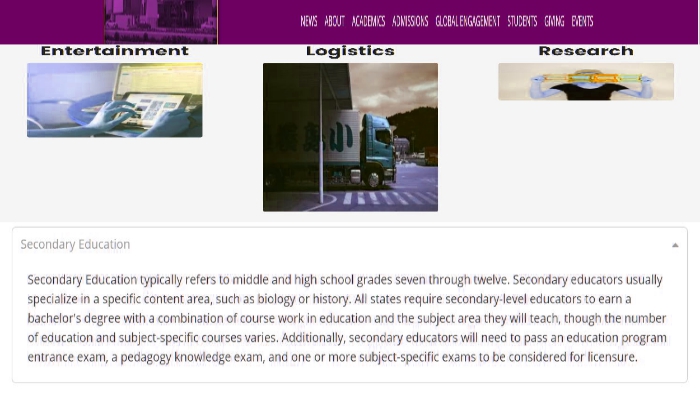 NEWS ABOUT ACADEMICS ADMISSIONS GLOBAL ENGAGEMENT STUDENTS GIVING EVENTS
Entertainment Logistics Research
Secondary Education
Secondary Education typically refers to middle and high school grades seven through twelve. Secondary educators usually
specialize in a specific content area, such as biology or history. All states require secondary-level educators to earn a
bachelor's degree with a combination of course work in education and the subject area they will teach, though the number
of education and subject-specific courses varies. Additionally, secondary educators will need to pass an education program
entrance exam, a pedagogy knowledge exam, and one or more subject-specific exams to be considered for licensure.